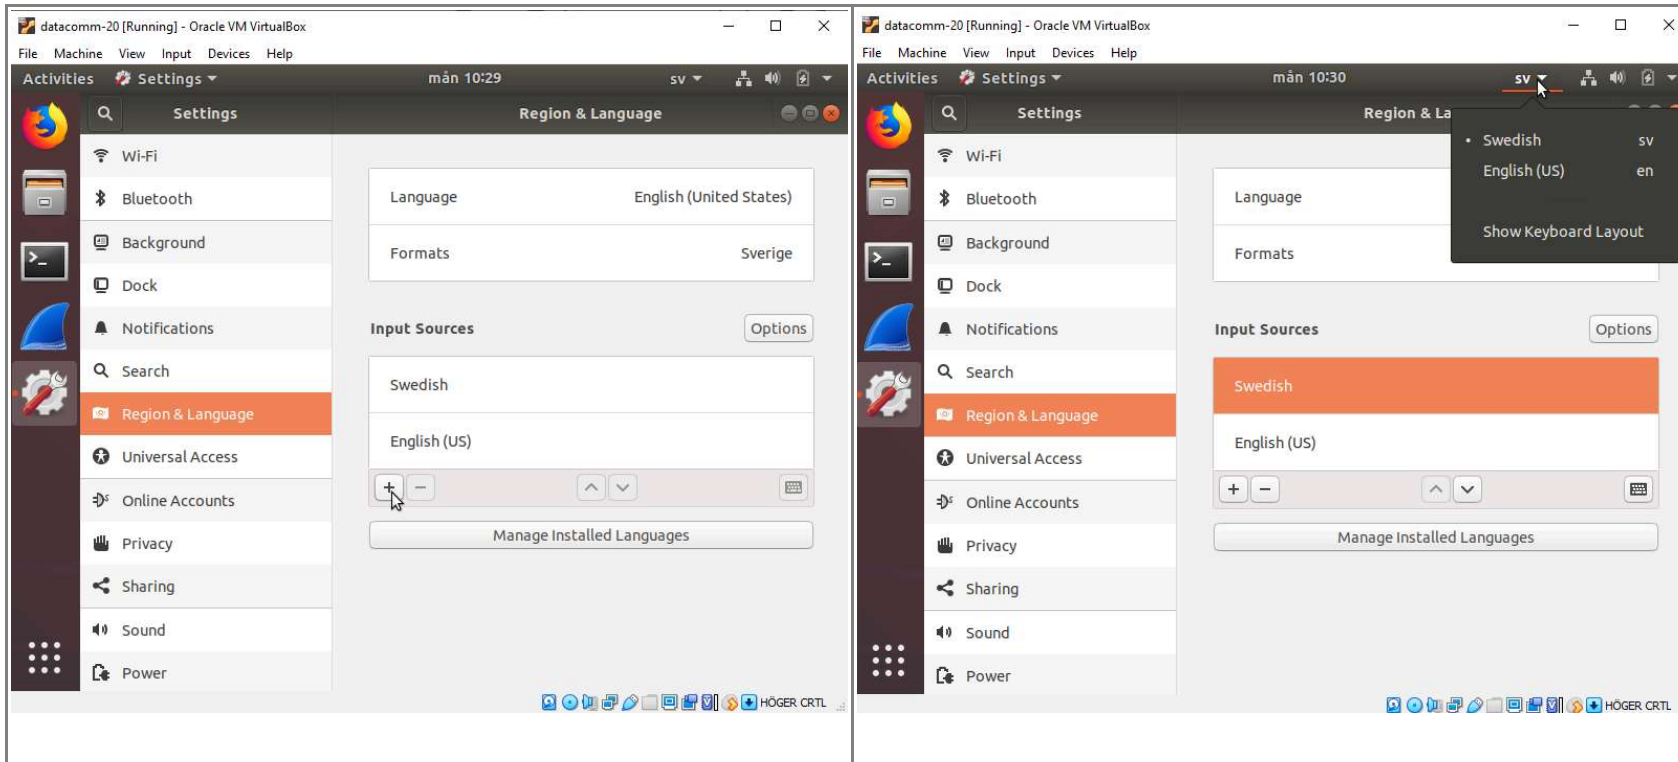 datacomm-20 [Running] - Oracle VM VirtualBox
File Machine View Input Devices Help
Activities Settings mån 10:29 sv
Settings Region & Language
Wi-Fi
Bluetooth
Background
Dock
Notifications
Search
Region & Language
Universal Access
Online Accounts
Privacy
Sharing
Sound
Power
Language English (United States)
Formats Sverige
Input Sources Options
Swedish
English (US)
+ −
Manage Installed Languages
HÖGER CRTL
datacomm-20 [Running] - Oracle VM VirtualBox
File Machine View Input Devices Help
Activities Settings mån 10:30 sv
Settings Region & La
Swedish sv
English (US) en
Show Keyboard Layout
Wi-Fi
Bluetooth
Background
Dock
Notifications
Search
Region & Language
Universal Access
Online Accounts
Privacy
Sharing
Sound
Power
Language
Formats
Input Sources Options
Swedish
English (US)
+ −
Manage Installed Languages
HÖGER CRTL